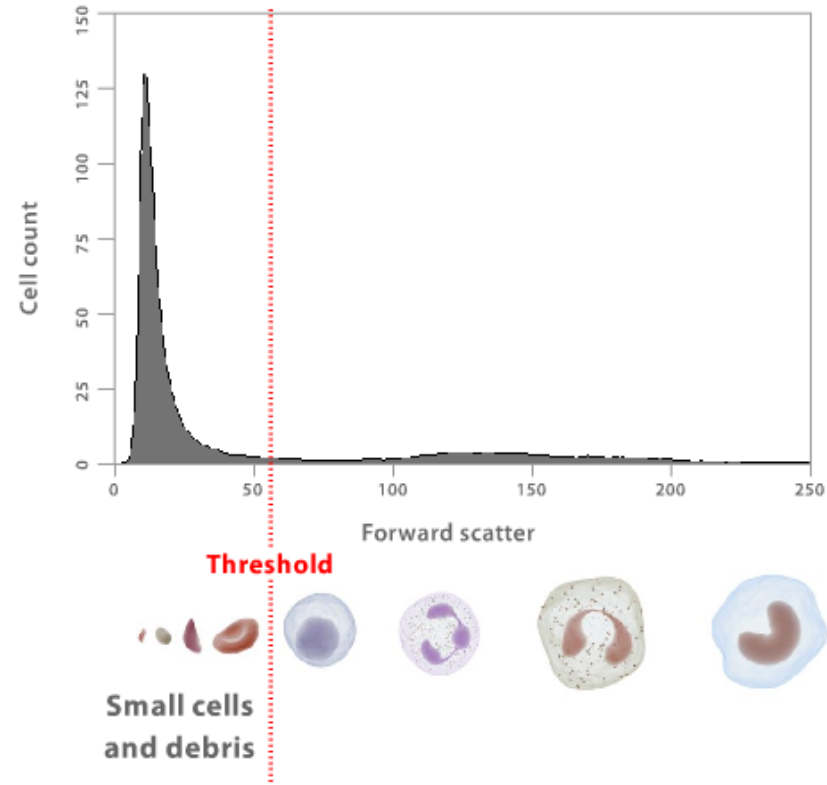 150
125
100
75
50
25
0
Cell count
0 50 100 150 200 250
Forward scatter
Threshold
Small cells
and debris